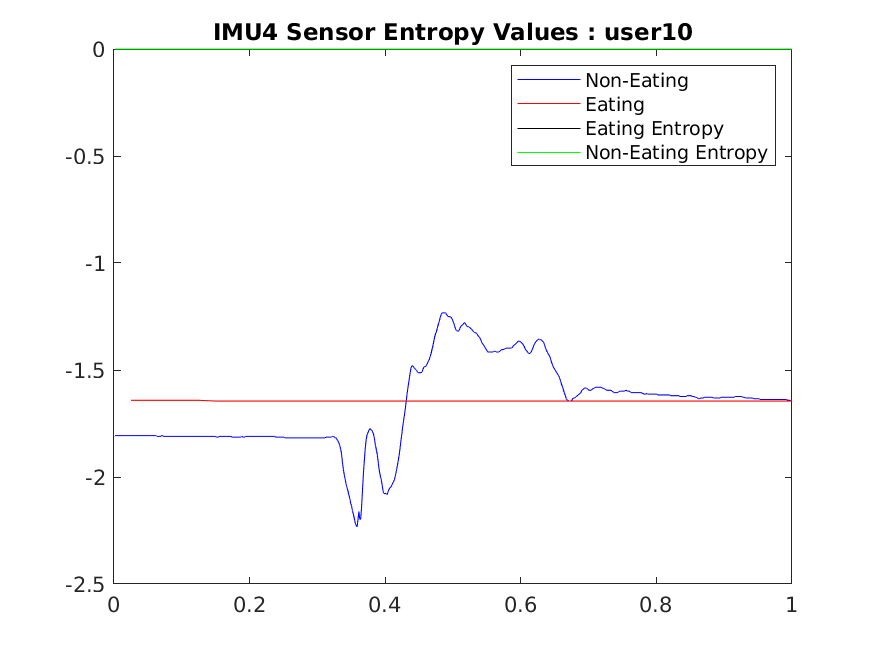 IMU4 Sensor Entropy Values : user10
0
-0.5
-1
-1.5
-2
-2.5
Non-Eating
Eating
Eating Entropy
Non-Eating Entropy
0 0.2 0.4 0.6 0.8 1